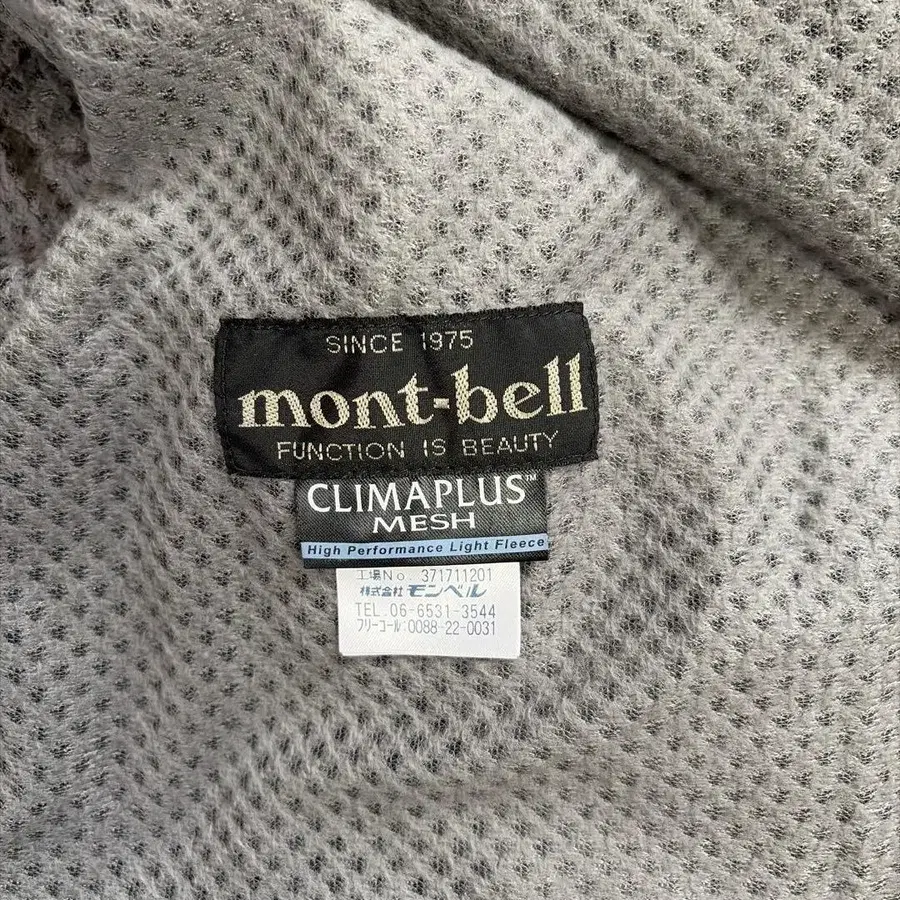 SINCE 1975
mont-bell
FUNCTION IS BEAUTY
CLIMAPLUS™
MESH
High Performance Light Fleece
工場No 371711201
株式会社 モンベル
TEL.06-6531-3544
フリーコール:0088-22-0031